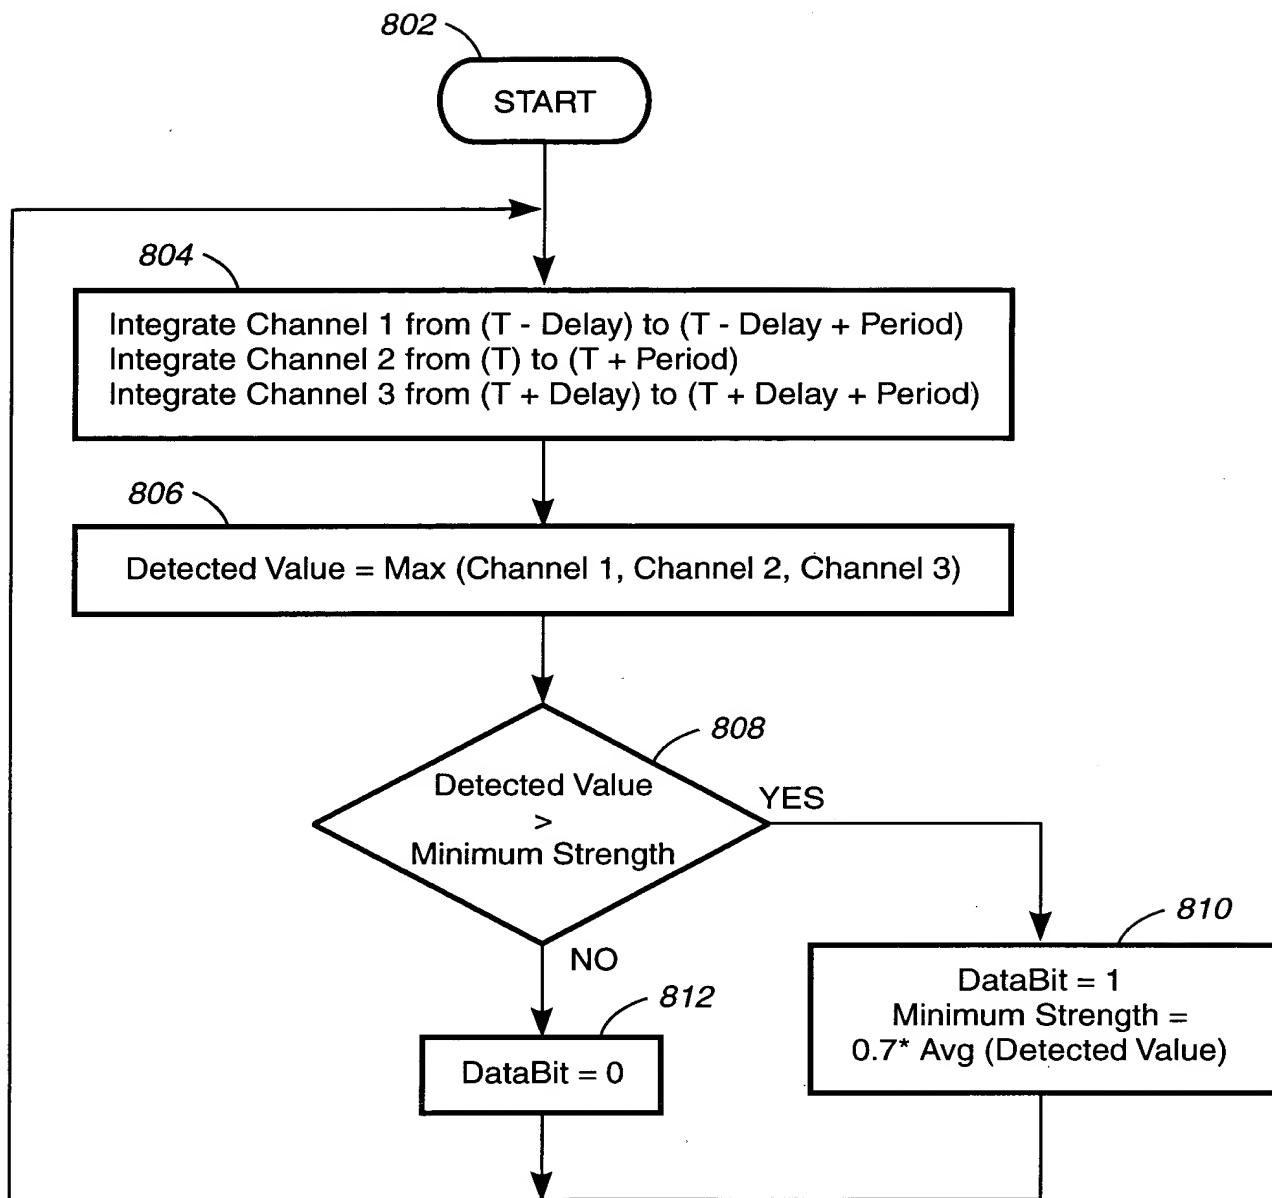 802
START
804
Integrate Channel 1 from (T - Delay) to (T - Delay + Period)
Integrate Channel 2 from (T) to (T + Period)
Integrate Channel 3 from (T + Delay) to (T + Delay + Period)
806
Detected Value = Max (Channel 1, Channel 2, Channel 3)
808
Detected Value
>
Minimum Strength
YES
NO
810
DataBit = 1
Minimum Strength =
0.7* Avg (Detected Value)
812
DataBit = 0